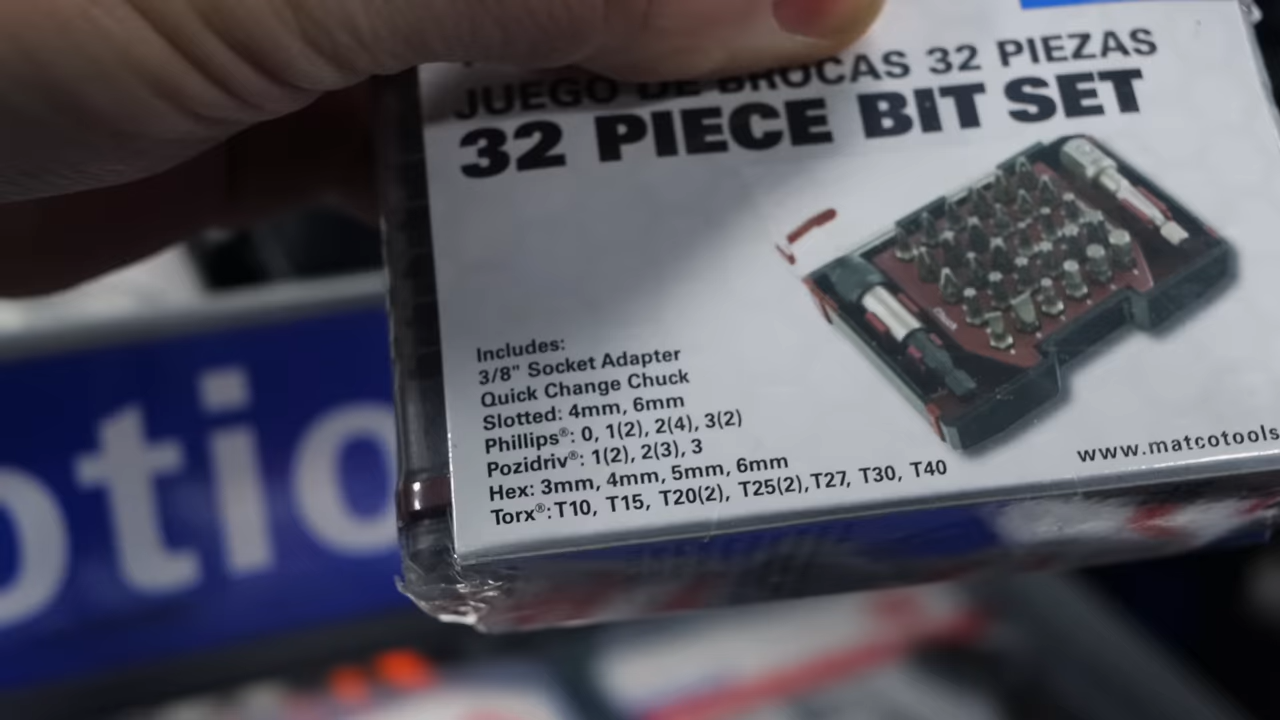 JUEGO DE BROCAS 32 PIEZAS
32 PIECE BIT SET
Includes:
3/8" Socket Adapter
Quick Change Chuck
Slotted: 4mm, 6mm
Phillips®: 0, 1(2), 2(4), 3(2)
Pozidriv®: 1(2), 2(3), 3
Hex: 3mm, 4mm, 5mm, 6mm
Torx®: T10, T15, T20(2), T25(2), T27, T30, T40
www.matcotools
otio